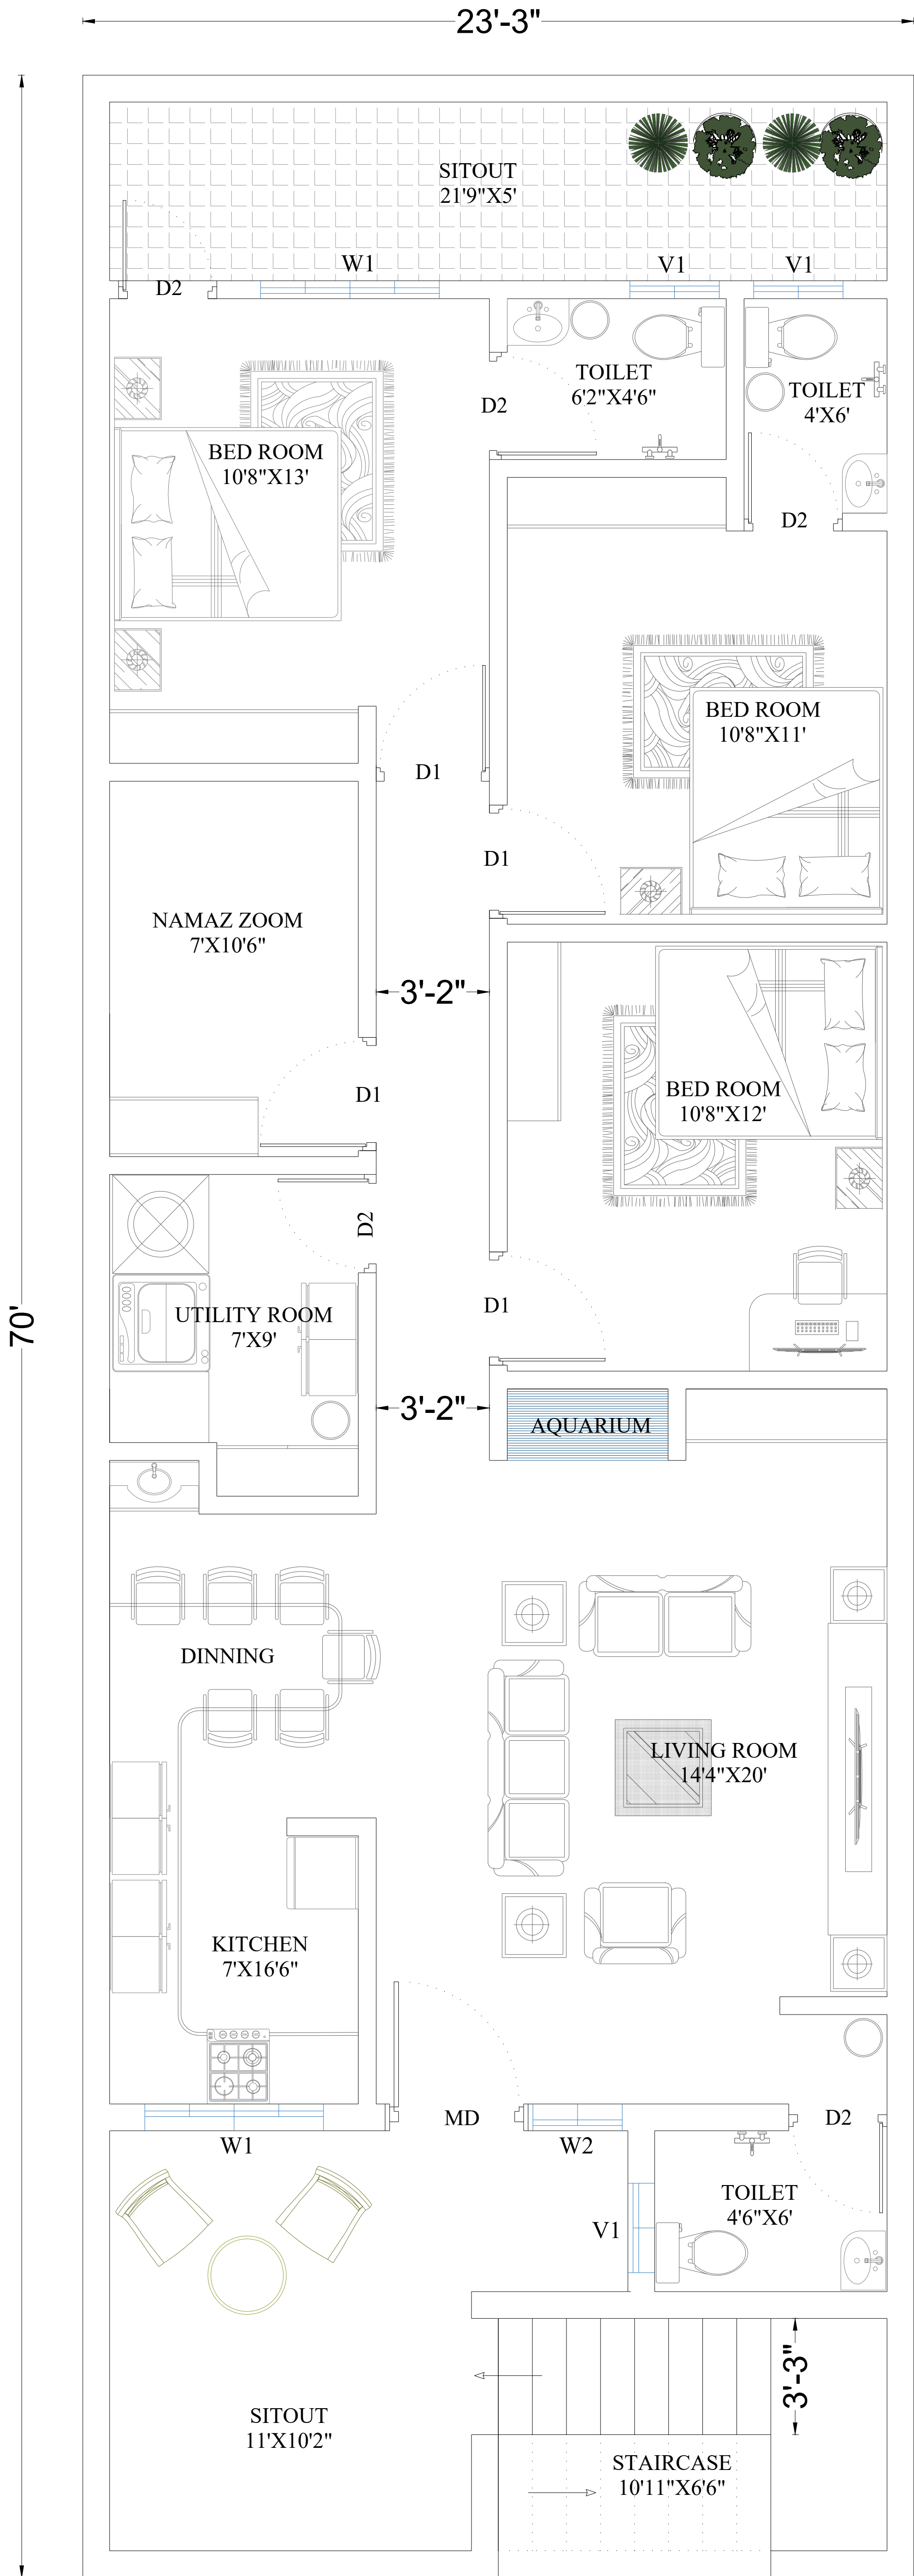 23'-3"
SITOUT
21'9"X5'
W1
V1
V1
D2
TOILET
6'2"X4'6"
TOILET
4'X6'
D2
BED ROOM
10'8"X13'
D2
BED ROOM
10'8"X11'
D1
D1
NAMAZ ZOOM
7'X10'6"
3'-2"
BED ROOM
10'8"X12'
D1
D2
UTILITY ROOM
7'X9'
D1
70'
3'-2"
AQUARIUM
DINNING
LIVING ROOM
14'4"X20'
KITCHEN
7'X16'6"
MD
D2
W1
W2
TOILET
4'6"X6'
V1
3'-3"
SITOUT
11'X10'2"
STAIRCASE
10'11"X6'6"